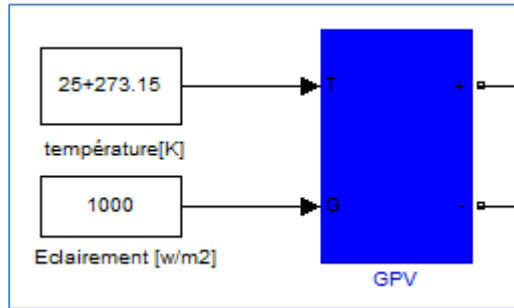 25+273.15
T
+
température[K]
1000
G
-
Eclairement [w/m2]
GPV